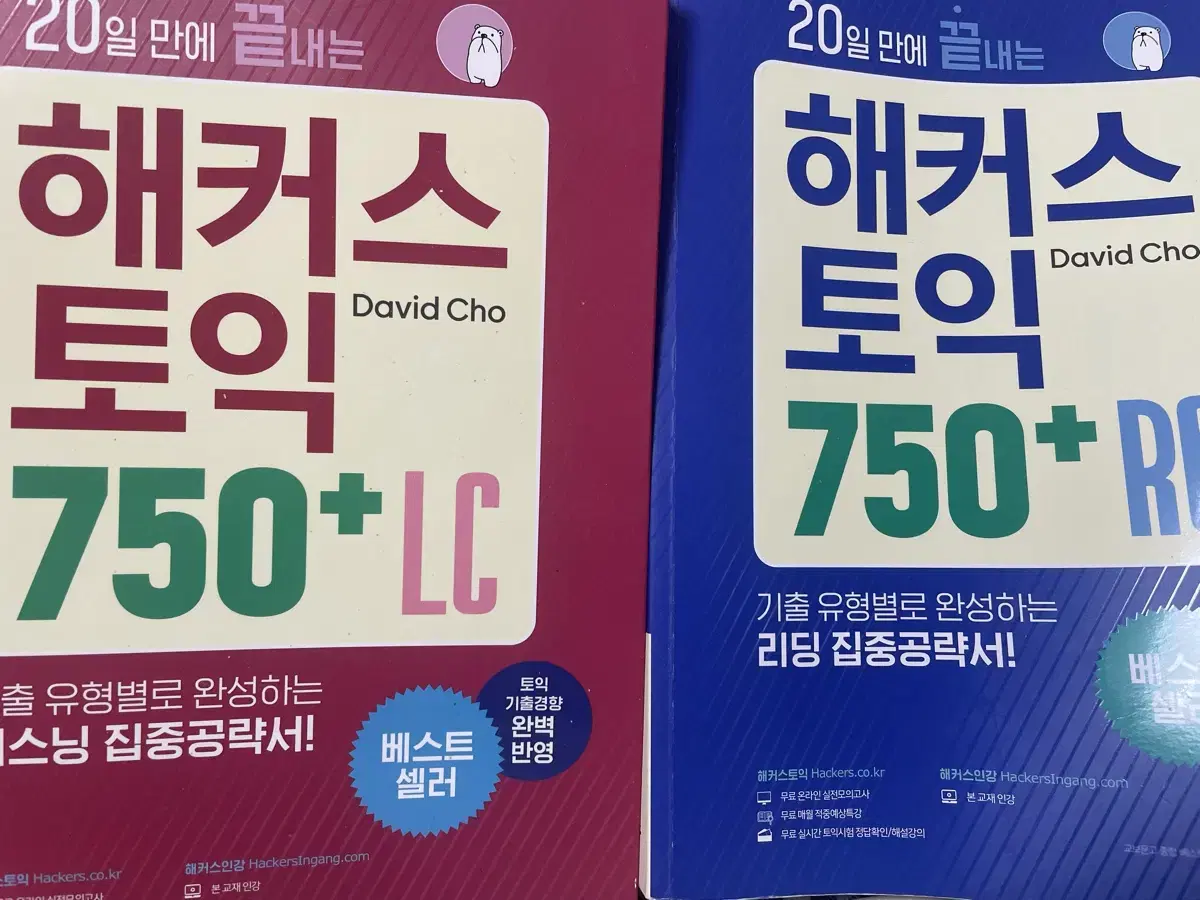 20일 만에 끝내는
해커스
토익
David Cho
750+ LC
유형별로 완성하는
집중공략서!
베스트
셀러
토익
기출경향
완벽
반영
Hackers.co.kr
해커스인강 HackersIngang.com
본 교재 인강
20일 만에 끝내는
해커스
토익
David Cho
750+
기출 유형별로 완성하는
리딩 집중공략서!
해커스토익 Hackers.co.kr
무료 온라인 실전모의고사
무료 매월 적중예상특강
무료 실시간 토익시험 정답확인/해설강의
해커스인강 HackersIngang.com
본 교재 인강